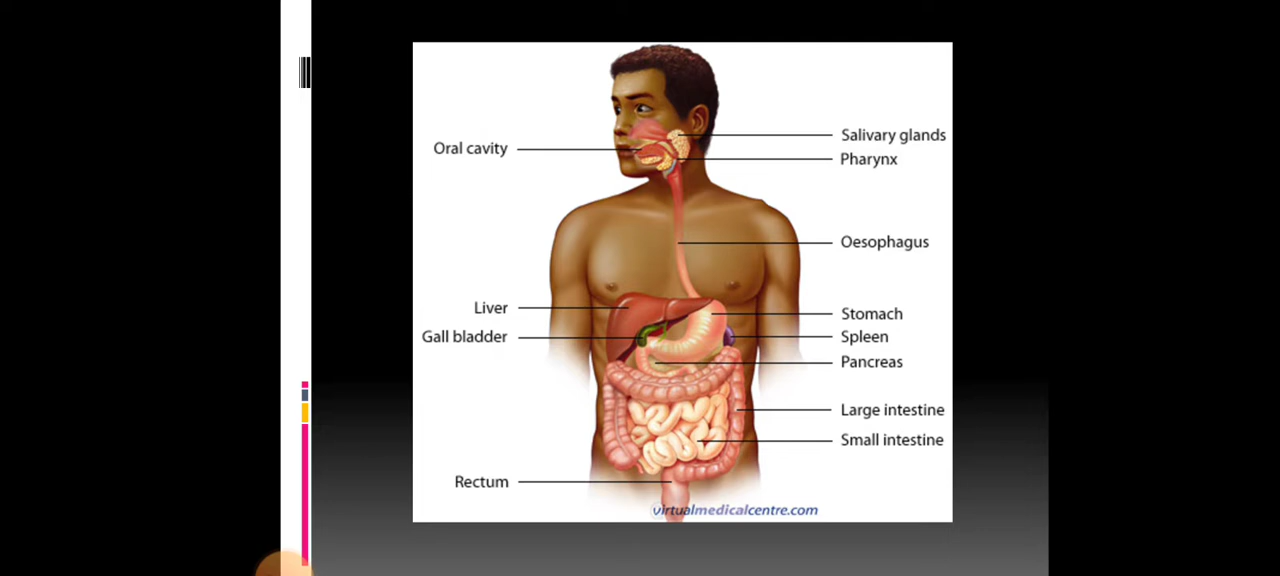 Salivary glands
Oral cavity
Pharynx
Oesophagus
Liver
Stomach
Gall bladder
Spleen
Pancreas
Large intestine
Small intestine
Rectum
virtualmedicalcentre.com